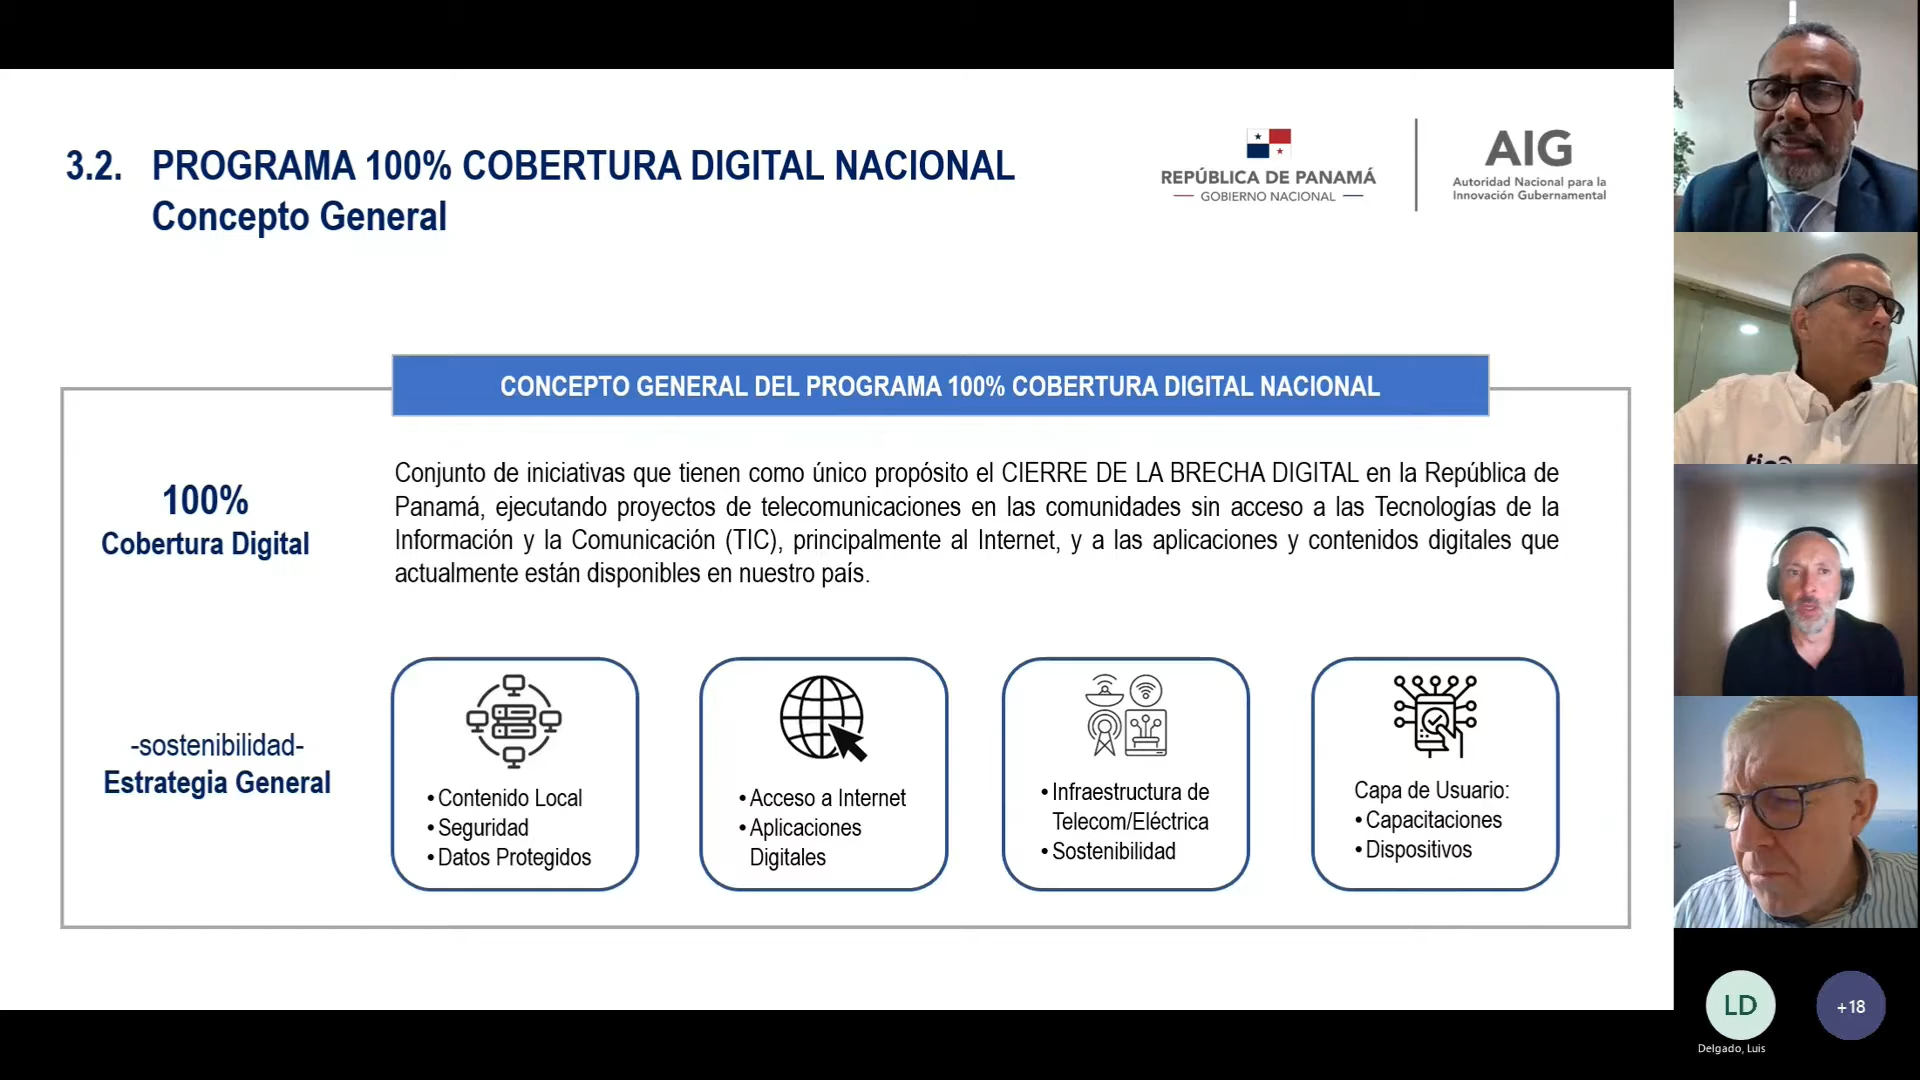 3.2. PROGRAMA 100% COBERTURA DIGITAL NACIONAL
Concepto General
REPÚBLICA DE PANAMÁ
GOBIERNO NACIONAL
AIG
Autoridad Nacional para la
Innovación Gubernamental
CONCEPTO GENERAL DEL PROGRAMA 100% COBERTURA DIGITAL NACIONAL
100%
Cobertura Digital
Conjunto de iniciativas que tienen como único propósito el CIERRE DE LA BRECHA DIGITAL en la República de
Panamá, ejecutando proyectos de telecomunicaciones en las comunidades sin acceso a las Tecnologías de la
Información y la Comunicación (TIC), principalmente al Internet, y a las aplicaciones y contenidos digitales que
actualmente están disponibles en nuestro país.
-sostenibilidad-
Estrategia General
•Contenido Local
•Seguridad
•Datos Protegidos
•Acceso a Internet
•Aplicaciones
Digitales
•Infraestructura de
Telecom/Eléctrica
•Sostenibilidad
Capa de Usuario:
•Capacitaciones
•Dispositivos
tigo
LD
Delgado, Luis
+18